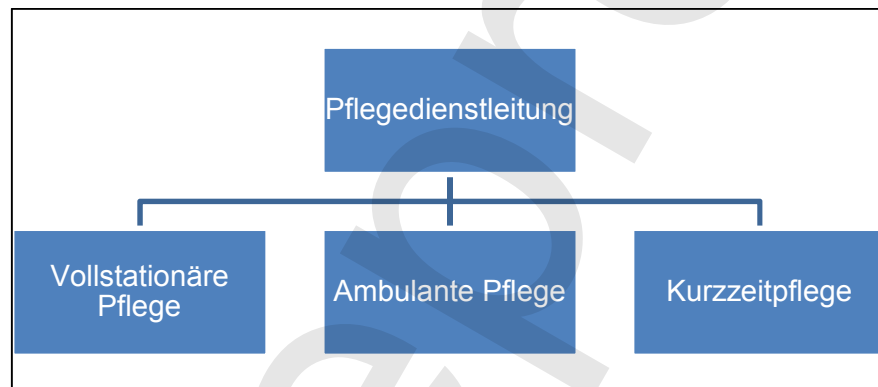 Pflegedienstleitung
Vollstationäre
Pflege
Ambulante Pflege
Kurzzeitpflege